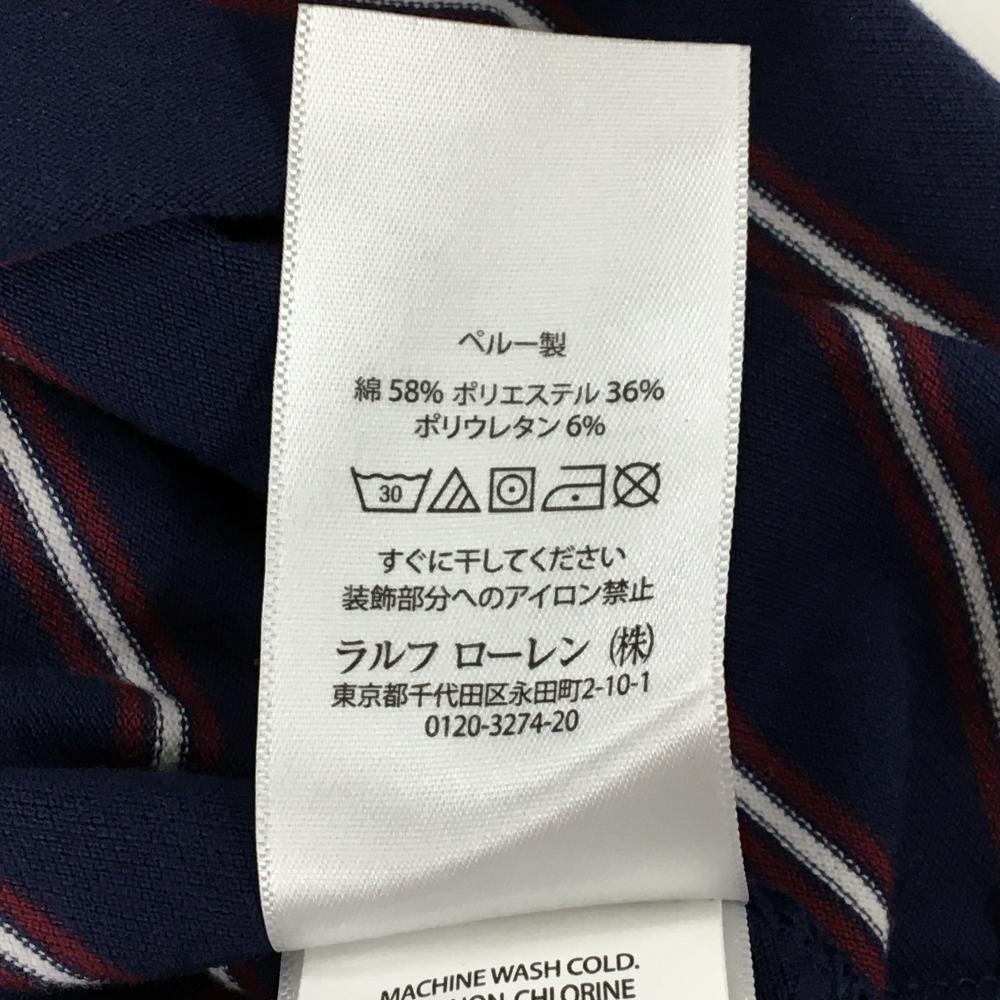 ペルー製
綿 58% ポリエステル 36%
ポリウレタン 6%
30
すぐに干してください
装飾部分へのアイロン禁止
ラルフ ローレン (株)
東京都千代田区永田町2-10-1
0120-3274-20
MACHINE WASH COLD.
NON-CHLORINE